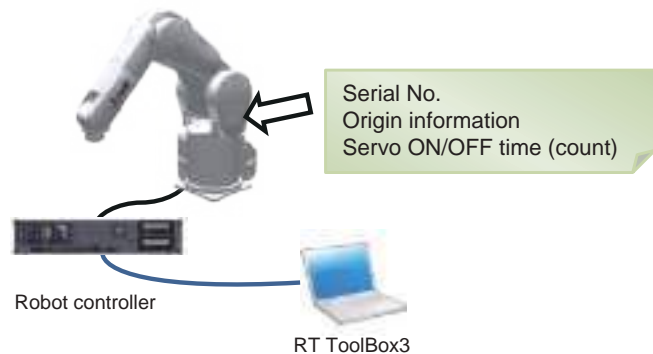 Serial No.
Origin information
Servo ON/OFF time (count)
Robot controller
RT ToolBox3